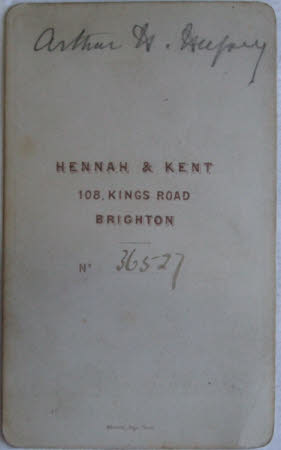 Arthur H.
HENNAH & KENT
108, KINGS ROAD
BRIGHTON
Nº 36527